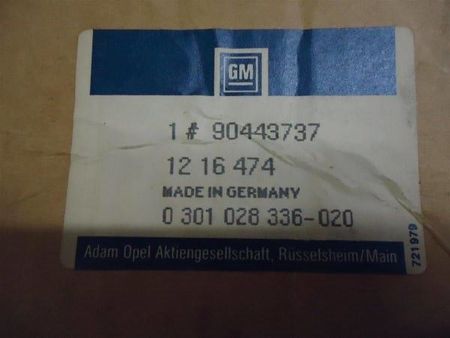 GM
1 # 90443737
12 16 474
MADE IN GERMANY
0 301 028 336-020
Adam Opel Aktiengesellschaft, Rüsselsheim/Main
721979